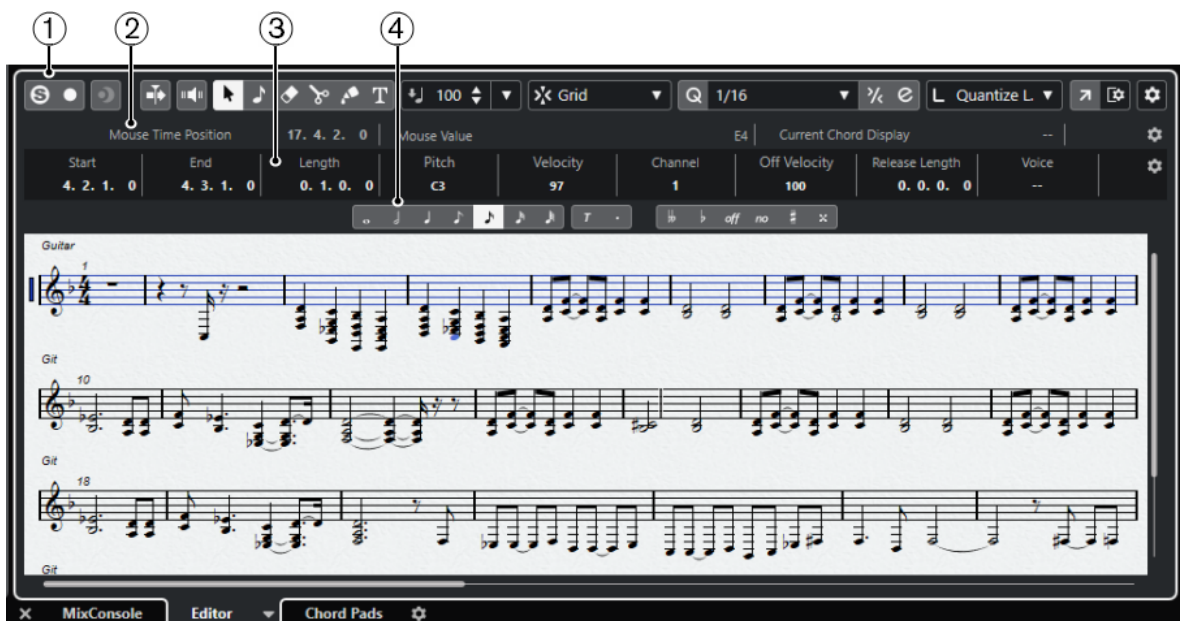 1 2 3 4
S T 100 Grid Q 1/16 e L Quantize L.
Mouse Time Position 17. 4. 2. 0 Mouse Value E4 Current Chord Display --
Start End Length Pitch Velocity Channel Off Velocity Release Length Voice
4. 2. 1. 0 4. 3. 1. 0 0. 1. 0. 0 C3 97 1 100 0. 0. 0. 0 --
T . off no
Guitar
1
4
4
Git
10
Git
18
Git
MixConsole Editor Chord Pads